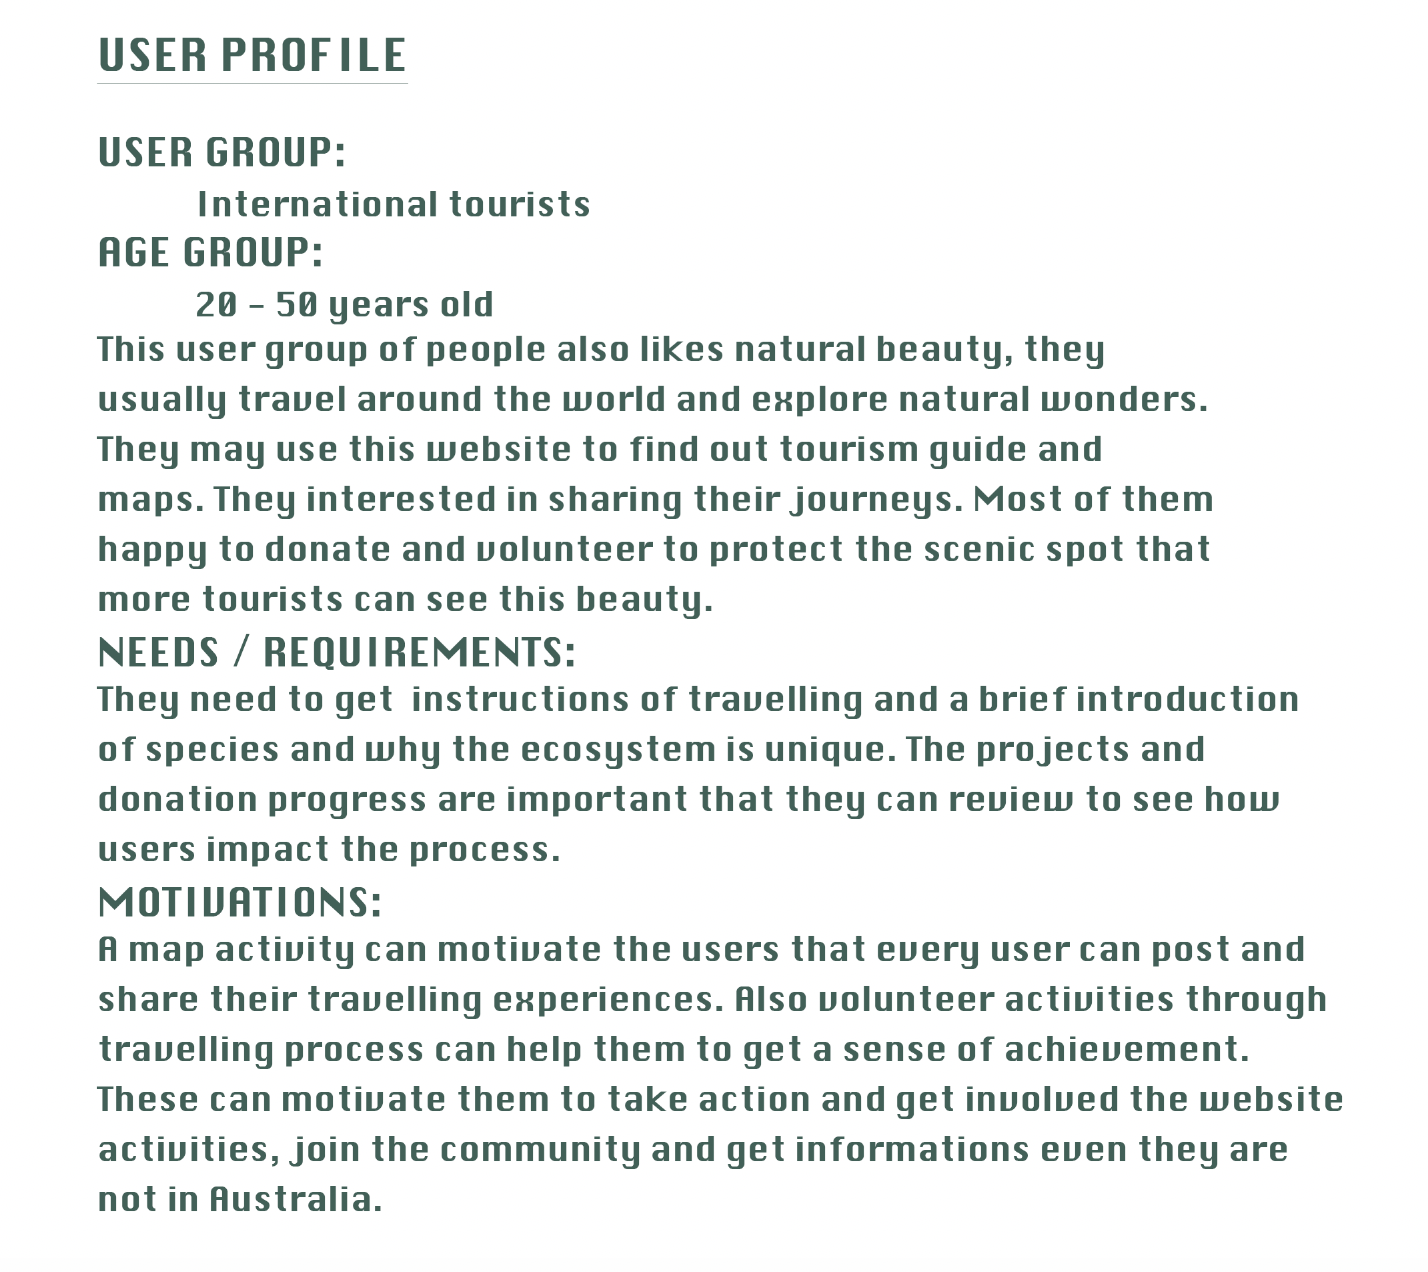 USER PROFILE
USER GROUP:
International tourists
AGE GROUP:
20 - 50 years old
This user group of people also likes natural beauty, they
usually travel around the world and explore natural wonders.
They may use this website to find out tourism guide and
maps. They interested in sharing their journeys. Most of them
happy to donate and volunteer to protect the scenic spot that
more tourists can see this beauty.
NEEDS / REQUIREMENTS:
They need to get  instructions of travelling and a brief introduction
of species and why the ecosystem is unique. The projects and
donation progress are important that they can review to see how
users impact the process.
MOTIVATIONS:
A map activity can motivate the users that every user can post and
share their travelling experiences. Also volunteer activities through
travelling process can help them to get a sense of achievement.
These can motivate them to take action and get involved the website
activities, join the community and get informations even they are
not in Australia.